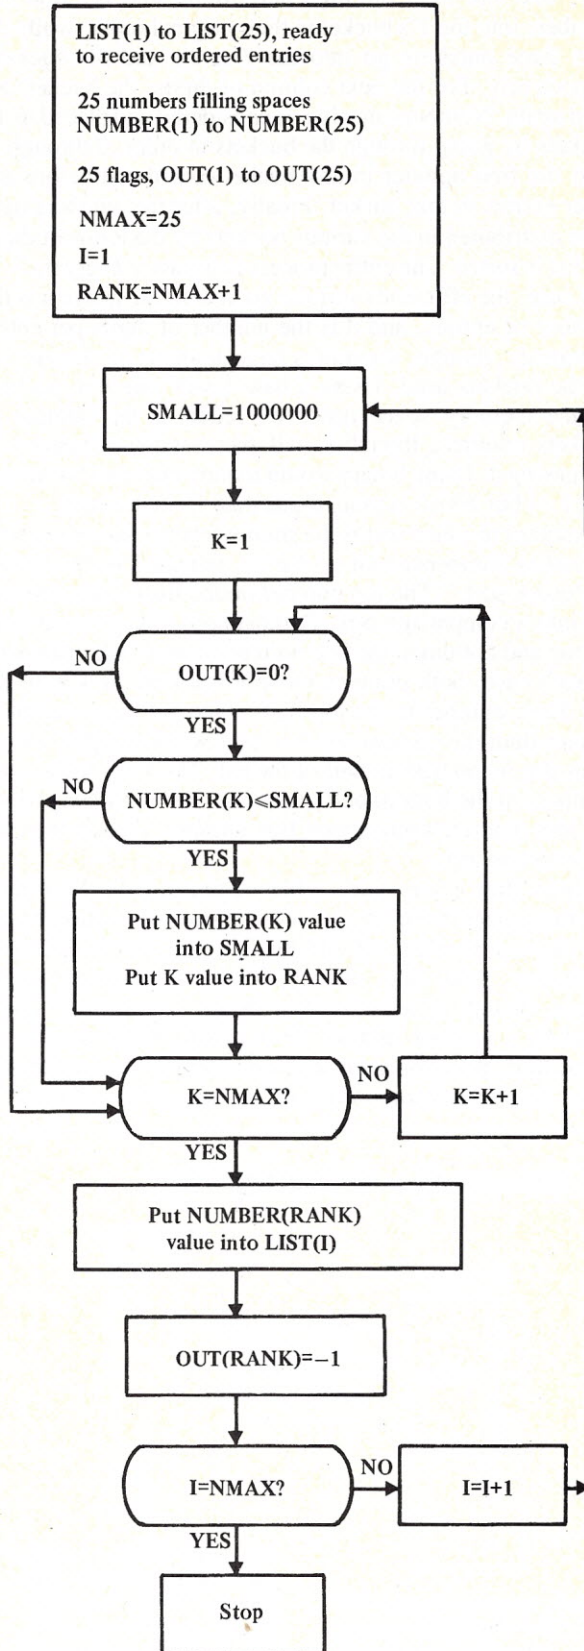 LIST(1) to LIST(25), ready
to receive ordered entries
25 numbers filling spaces
NUMBER(1) to NUMBER(25)
25 flags, OUT(1) to OUT(25)
NMAX=25
I=1
RANK=NMAX+1
SMALL=1000000
K=1
OUT(K)=0?
NO
YES
NUMBER(K)⩽SMALL?
NO
YES
Put NUMBER(K) value
into SMALL
Put K value into RANK
K=NMAX?
NO
K=K+1
YES
Put NUMBER(RANK)
value into LIST(I)
OUT(RANK)=−1
I=NMAX?
NO
I=I+1
YES
Stop